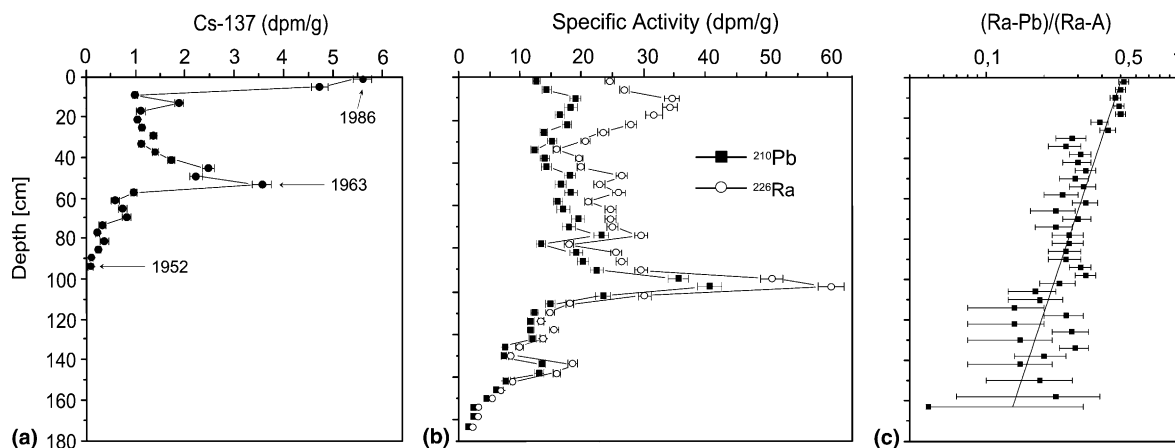 Cs-137 (dpm/g)
0 1 2 3 4 5 6
0
20
40
60
80
100
120
140
160
180
Depth [cm]
1986
1963
1952
(a)
Specific Activity (dpm/g)
0 10 20 30 40 50 60
²¹⁰Pb
²²⁶Ra
(b)
(Ra-Pb)/(Ra-A)
0,1 0,5
(c)